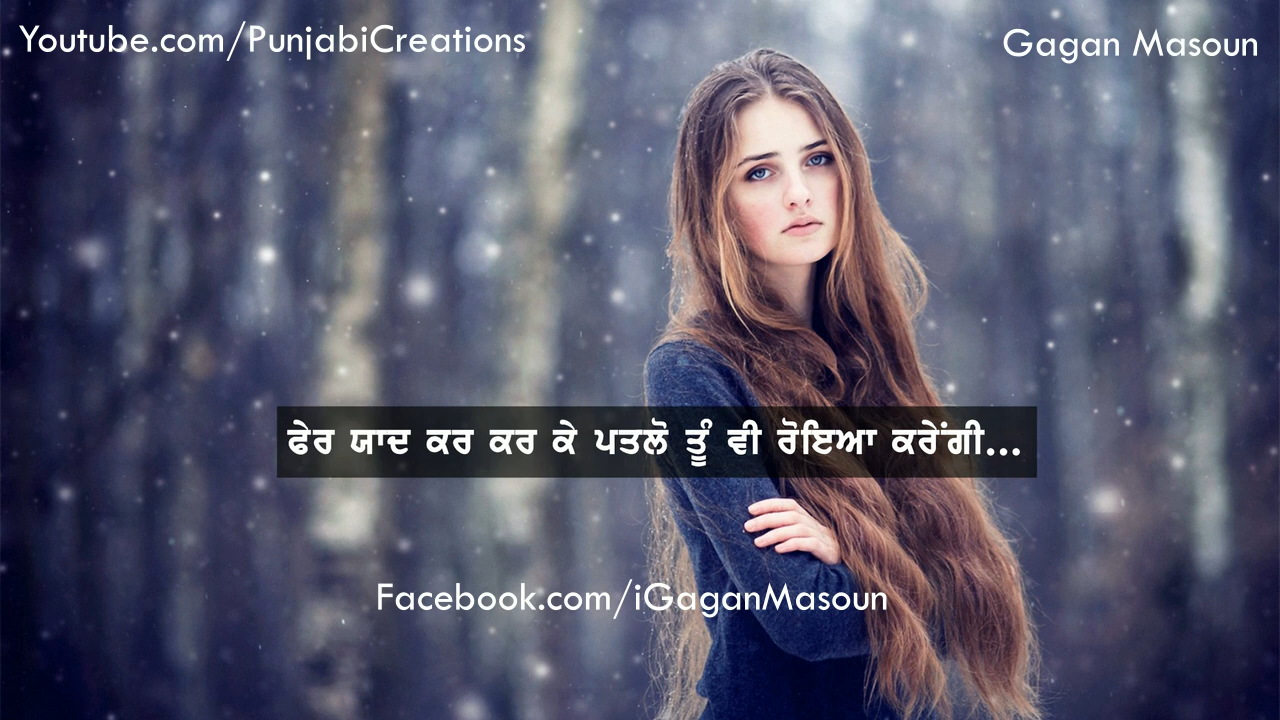 Youtube.com/PunjabiCreations
Gagan Masoun
ਫੇਰ ਯਾਦ ਕਰ ਕਰ ਕੇ ਪਤਲੋ ਤੂੰ ਵੀ ਰੋਇਆ ਕਰੇਂਗੀ...
Facebook.com/iGaganMasoun